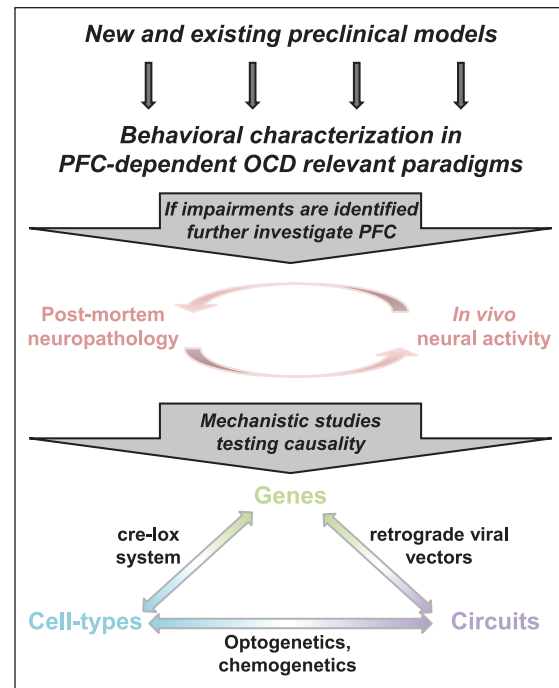 New and existing preclinical models
Behavioral characterization in
PFC-dependent OCD relevant paradigms
If impairments are identified
further investigate PFC
Post-mortem
neuropathology
In vivo
neural activity
Mechanistic studies
testing causality
Genes
cre-lox
system
retrograde viral
vectors
Cell-types
Circuits
Optogenetics,
chemogenetics